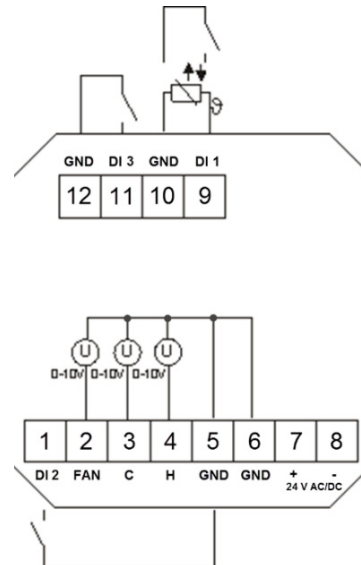 ϑ
GND DI 3 GND DI 1
12 11 10 9
U U U
0-10V 0-10V 0-10V
1 2 3 4 5 6 7 8
DI 2 FAN C H GND GND + -
24 V AC/DC